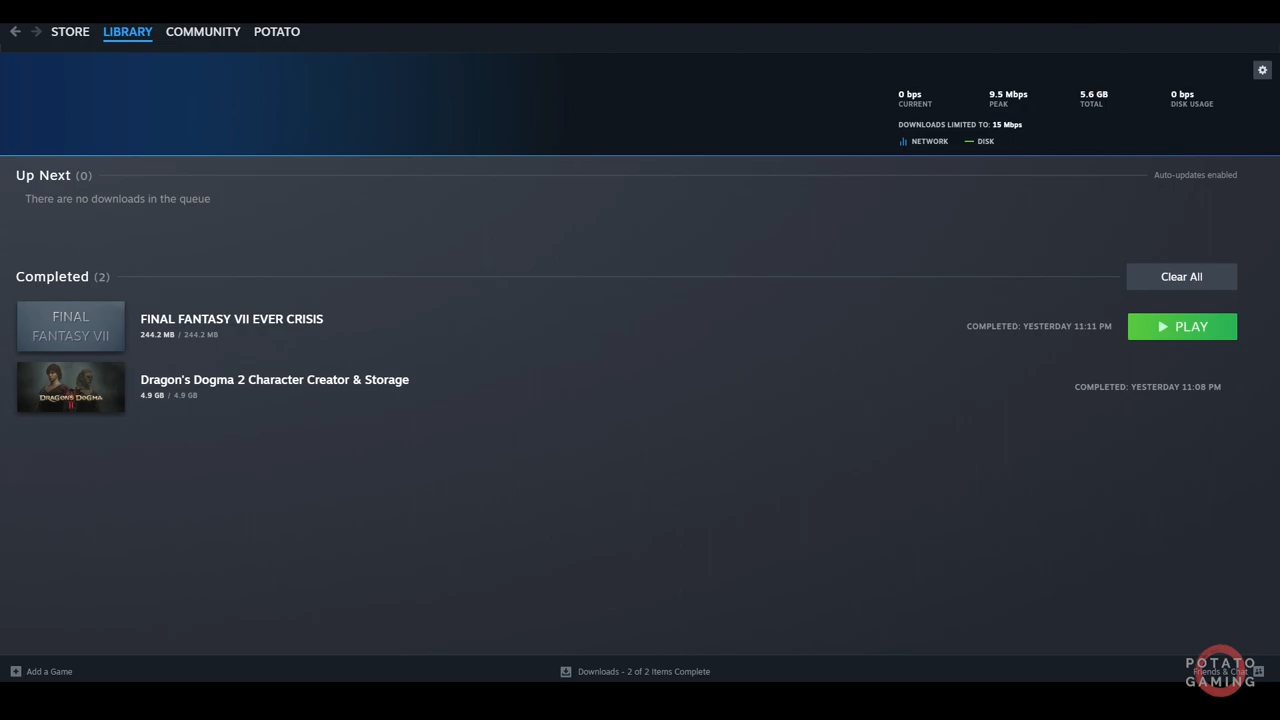 STORE LIBRARY COMMUNITY POTATO
0 bps 9.5 Mbps 5.6 GB 0 bps
CURRENT PEAK TOTAL DISK USAGE
DOWNLOADS LIMITED TO: 15 Mbps
NETWORK DISK
Up Next (0) Auto-updates enabled
There are no downloads in the queue
Completed (2) Clear All
FINAL
FANTASY VII
FINAL FANTASY VII EVER CRISIS
244.2 MB / 244.2 MB
COMPLETED: YESTERDAY 11:11 PM PLAY
DRAGON'S DOGMA
II
Dragon's Dogma 2 Character Creator & Storage
4.9 GB / 4.9 GB
COMPLETED: YESTERDAY 11:08 PM
Add a Game Downloads - 2 of 2 Items Complete Friends & Chat
POTATO
GAMING